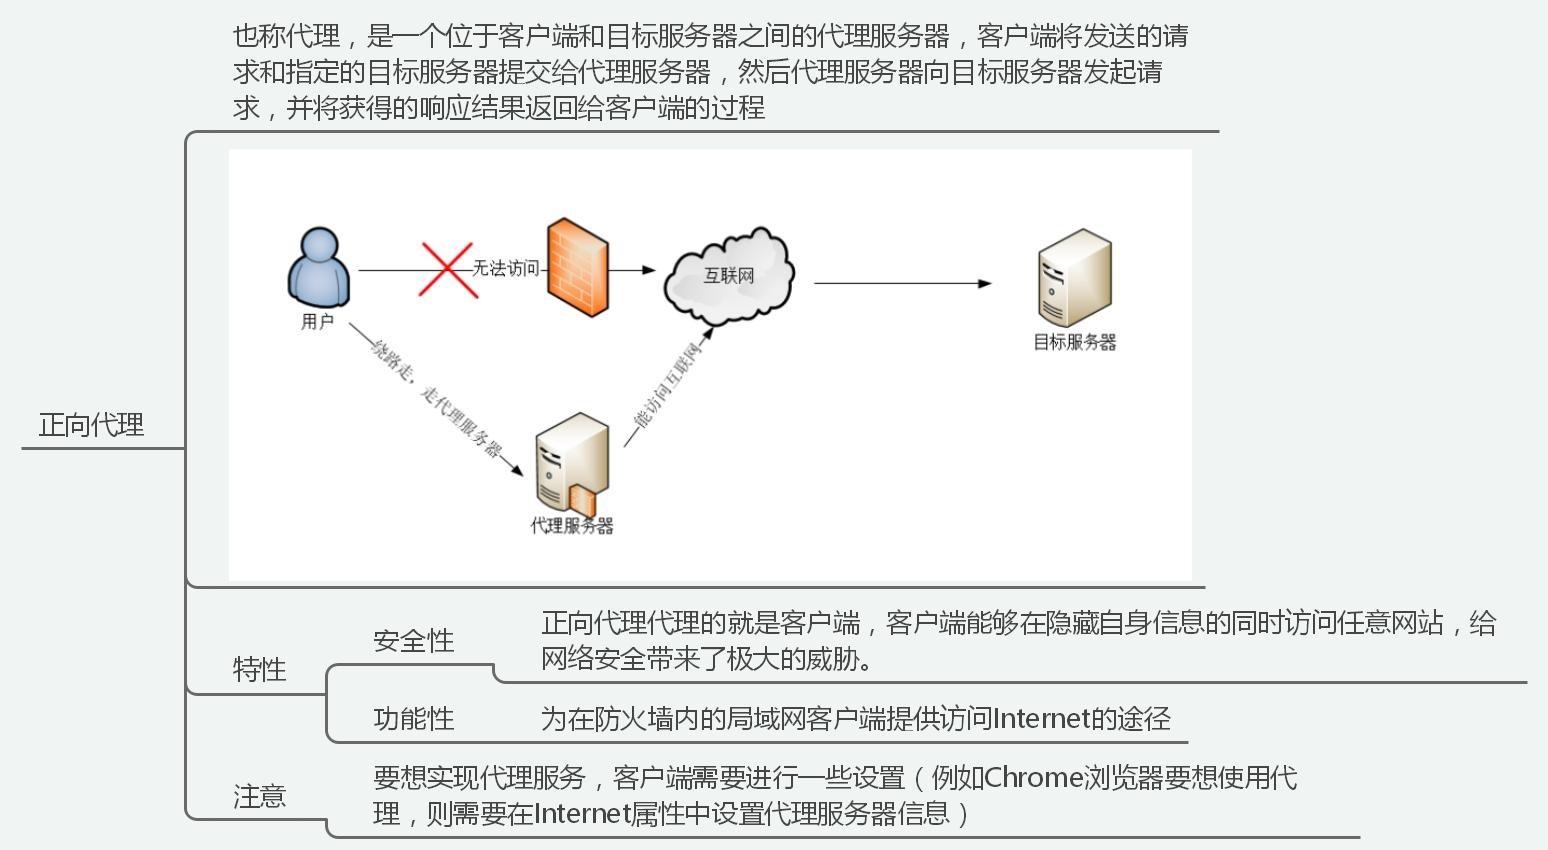 也称代理，是一个位于客户端和目标服务器之间的代理服务器，客户端将发送的请
求和指定的目标服务器提交给代理服务器，然后代理服务器向目标服务器发起请
求，并将获得的响应结果返回给客户端的过程
无法访问
互联网
用户
目标服务器
绕路走，走代理服务器
能访问互联网
代理服务器
正向代理
特性
安全性
正向代理代理的就是客户端，客户端能够在隐藏自身信息的同时访问任意网站，给
网络安全带来了极大的威胁。
功能性
为在防火墙内的局域网客户端提供访问Internet的途径
注意
要想实现代理服务，客户端需要进行一些设置（例如Chrome浏览器要想使用代
理，则需要在Internet属性中设置代理服务器信息）